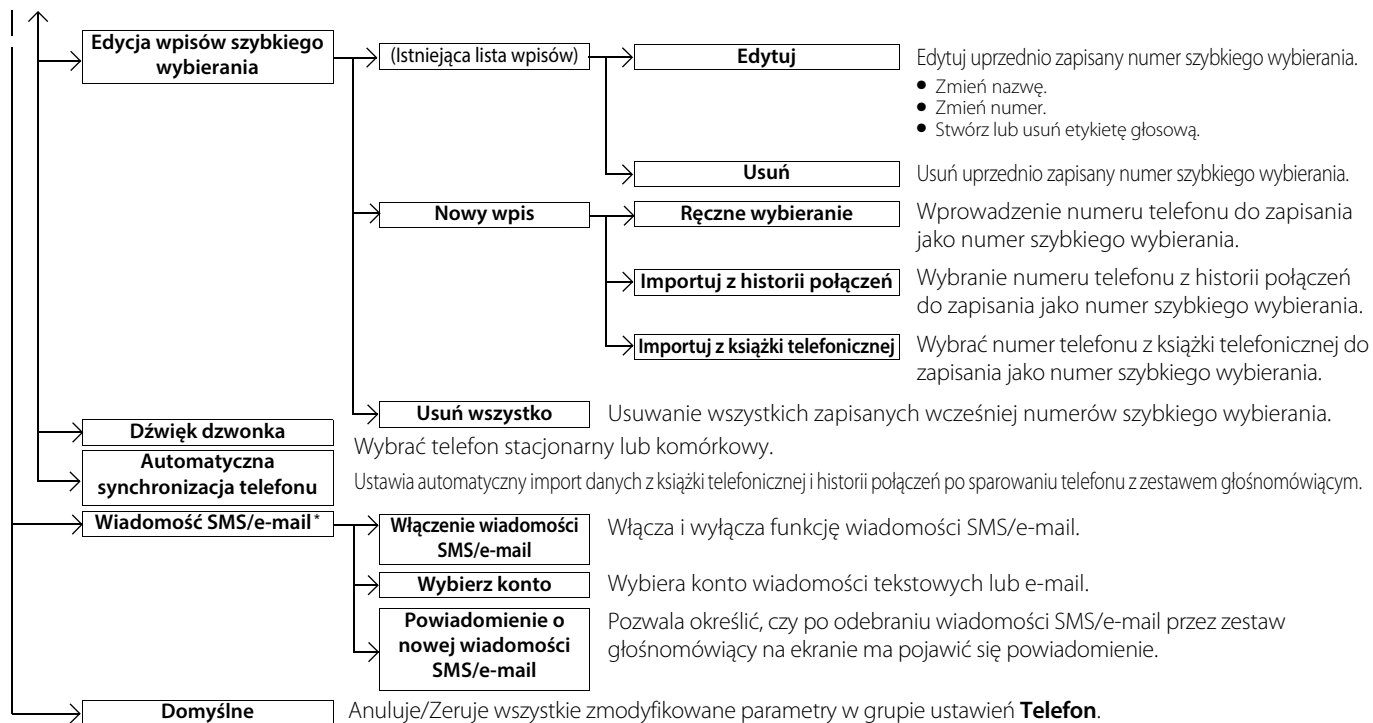 Edycja wpisów szybkiego
wybierania
(Istniejąca lista wpisów)
Edytuj
Edytuj uprzednio zapisany numer szybkiego wybierania.
● Zmień nazwę.
● Zmień numer.
● Stwórz lub usuń etykietę głosową.
Usuń
Usuń uprzednio zapisany numer szybkiego wybierania.
Nowy wpis
Ręczne wybieranie
Wprowadzenie numeru telefonu do zapisania
jako numer szybkiego wybierania.
Importuj z historii połączeń
Wybranie numeru telefonu z historii połączeń
do zapisania jako numer szybkiego wybierania.
Importuj z książki telefonicznej
Wybrać numer telefonu z książki telefonicznej do
zapisania jako numer szybkiego wybierania.
Usuń wszystko
Usuwanie wszystkich zapisanych wcześniej numerów szybkiego wybierania.
Dźwięk dzwonka
Wybrać telefon stacjonarny lub komórkowy.
Automatyczna
synchronizacja telefonu
Ustawia automatyczny import danych z książki telefonicznej i historii połączeń po sparowaniu telefonu z zestawem głośnomówiącym.
Wiadomość SMS/e-mail*
Włączenie wiadomości
SMS/e-mail
Włącza i wyłącza funkcję wiadomości SMS/e-mail.
Wybierz konto
Wybiera konto wiadomości tekstowych lub e-mail.
Powiadomienie o
nowej wiadomości
SMS/e-mail
Pozwala określić, czy po odebraniu wiadomości SMS/e-mail przez zestaw
głośnomówiący na ekranie ma pojawić się powiadomienie.
Domyślne
Anuluje/Zeruje wszystkie zmodyfikowane parametry w grupie ustawień Telefon.